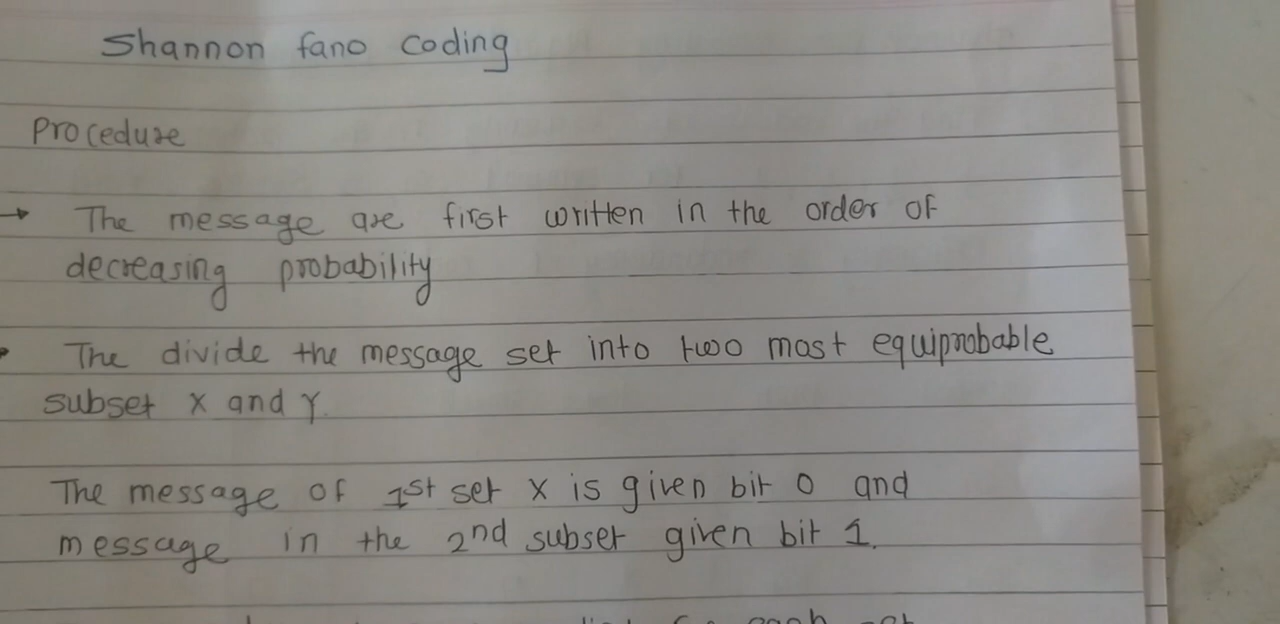 Shannon fano coding
Procedure
→ The message are first written in the order of
decreasing probability
The divide the message set into two most equiprobable
subset X and Y.
The message of 1st set X is given bit 0 and
message in the 2nd subset given bit 1.
each set